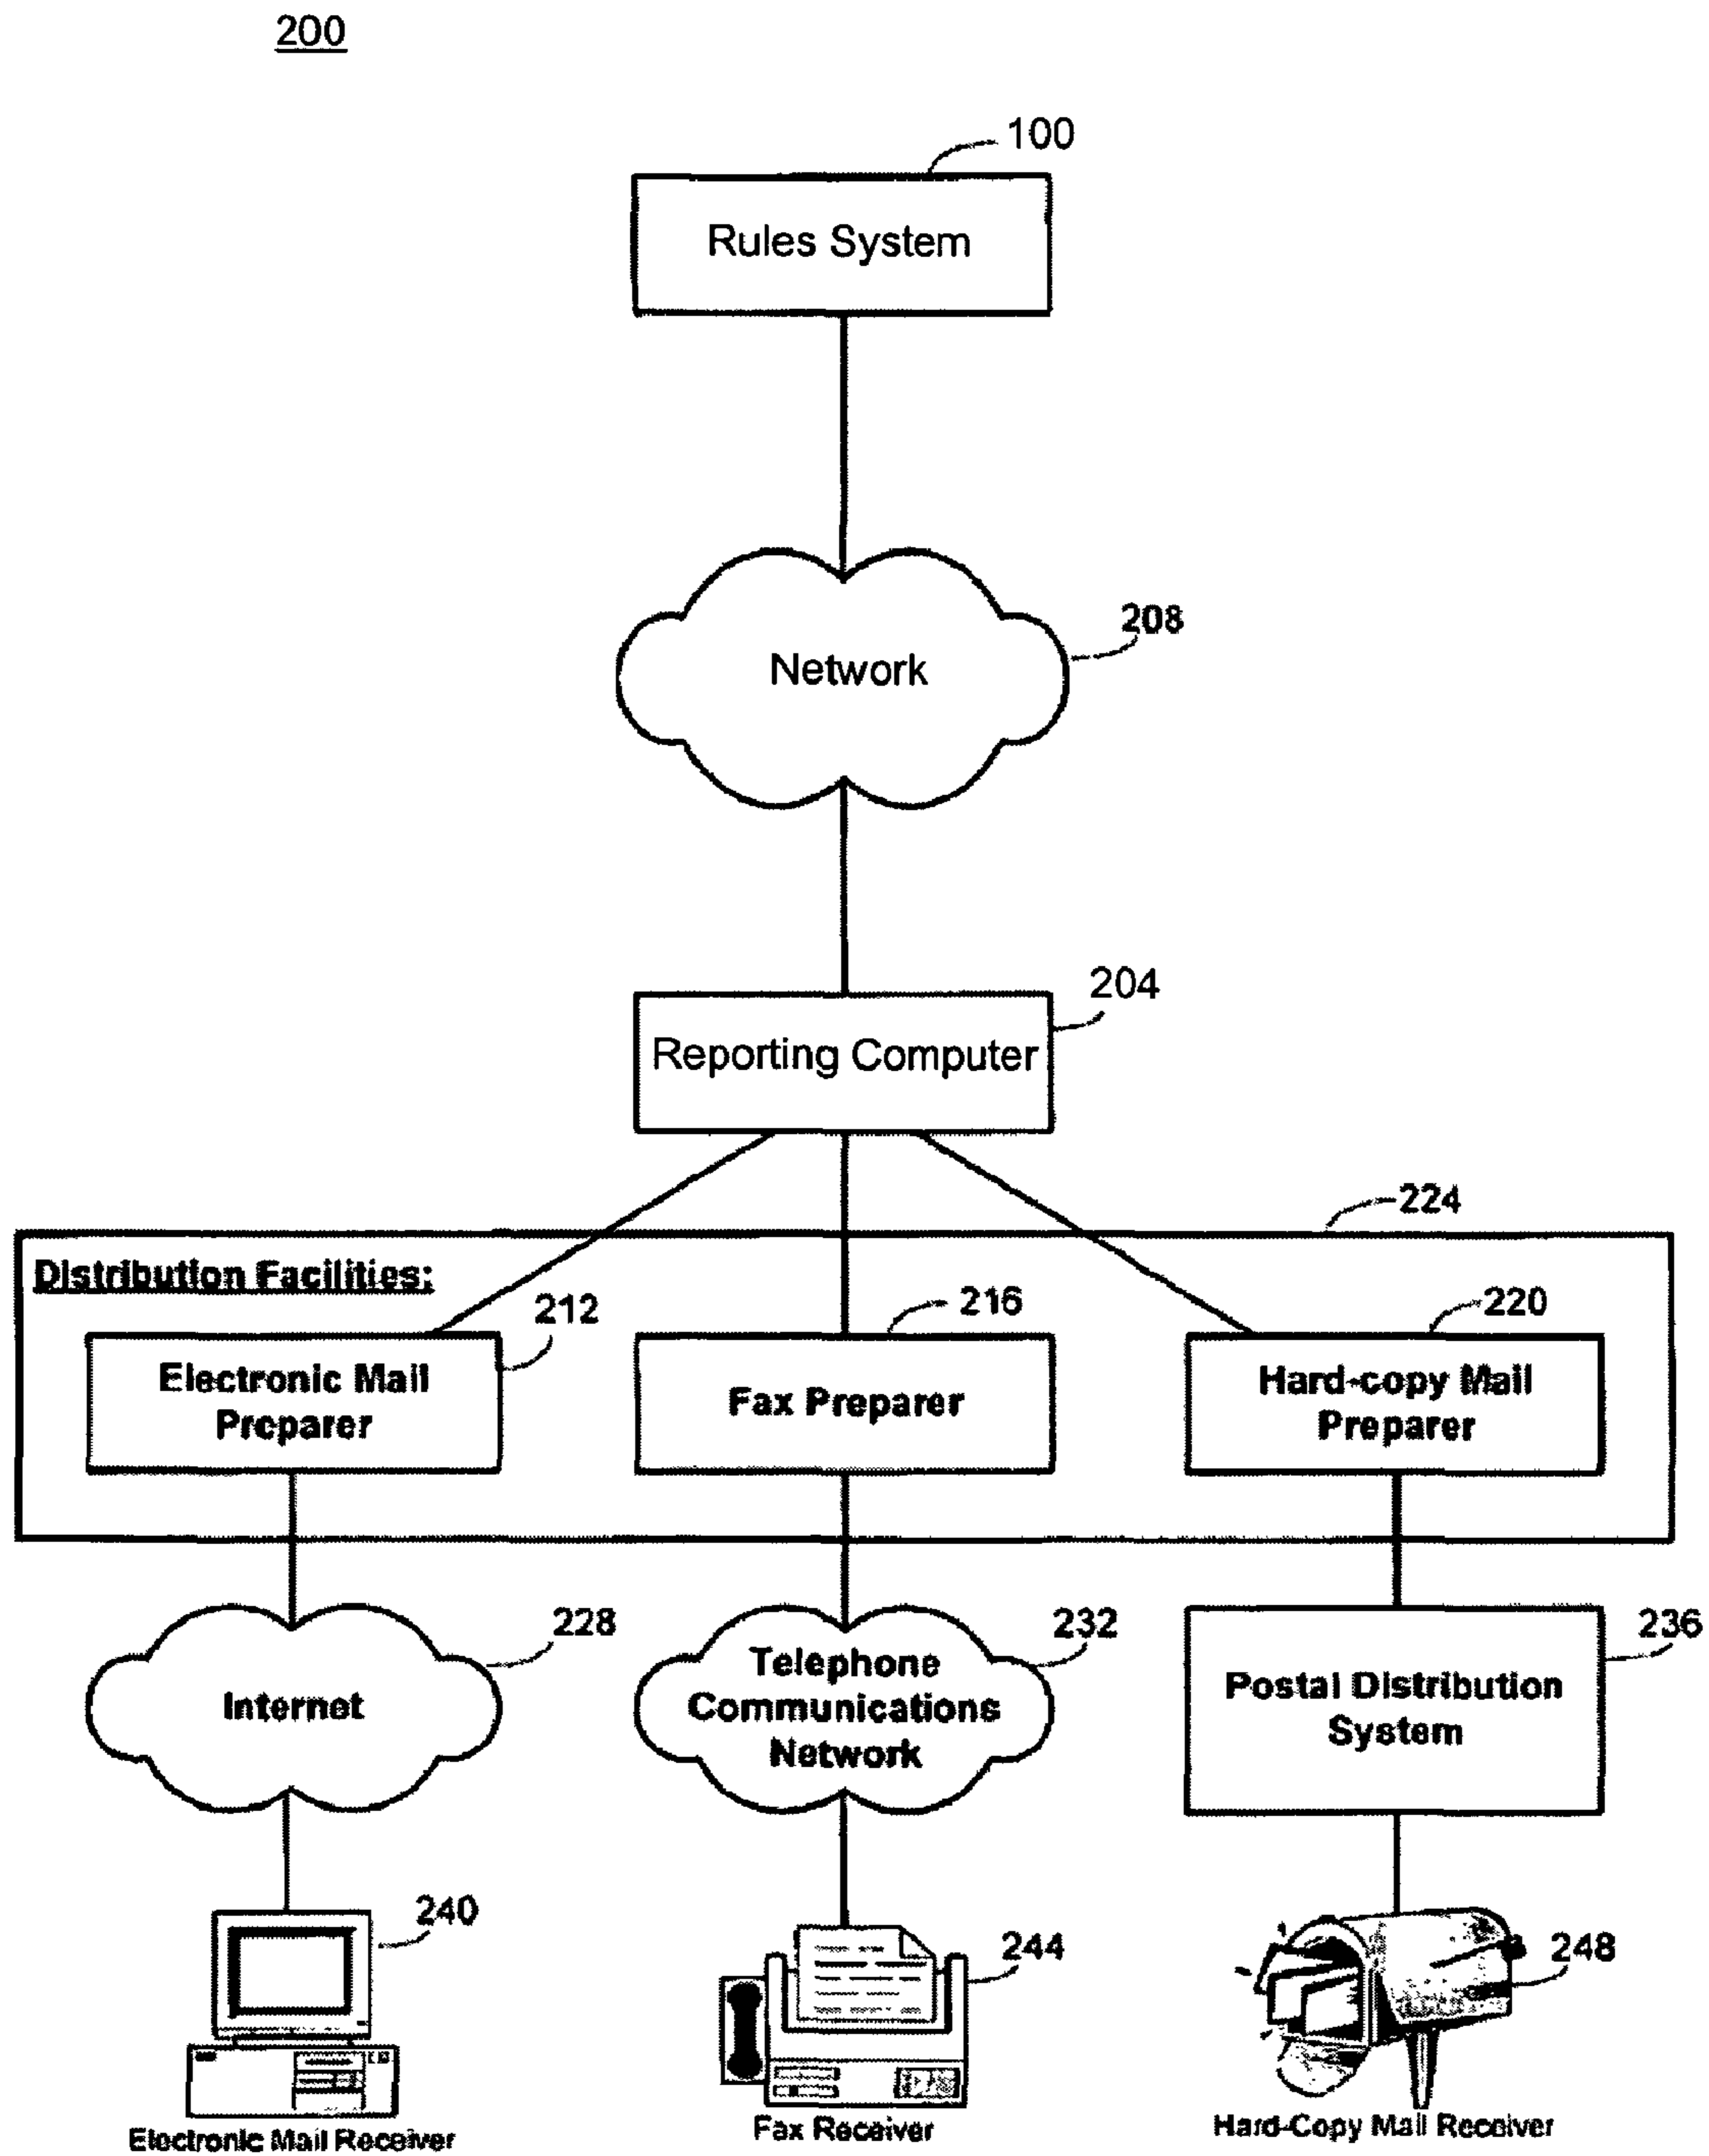 200
100
Rules System
208
Network
204
Reporting Computer
224
Distribution Facilities:
212
216
220
Electronic Mail
Preparer
Fax Preparer
Hard-copy Mail
Preparer
228
232
236
Internet
Telephone
Communications
Network
Postal Distribution
System
240
244
248
Electronic Mail Receiver
Fax Receiver
Hard-Copy Mail Receiver